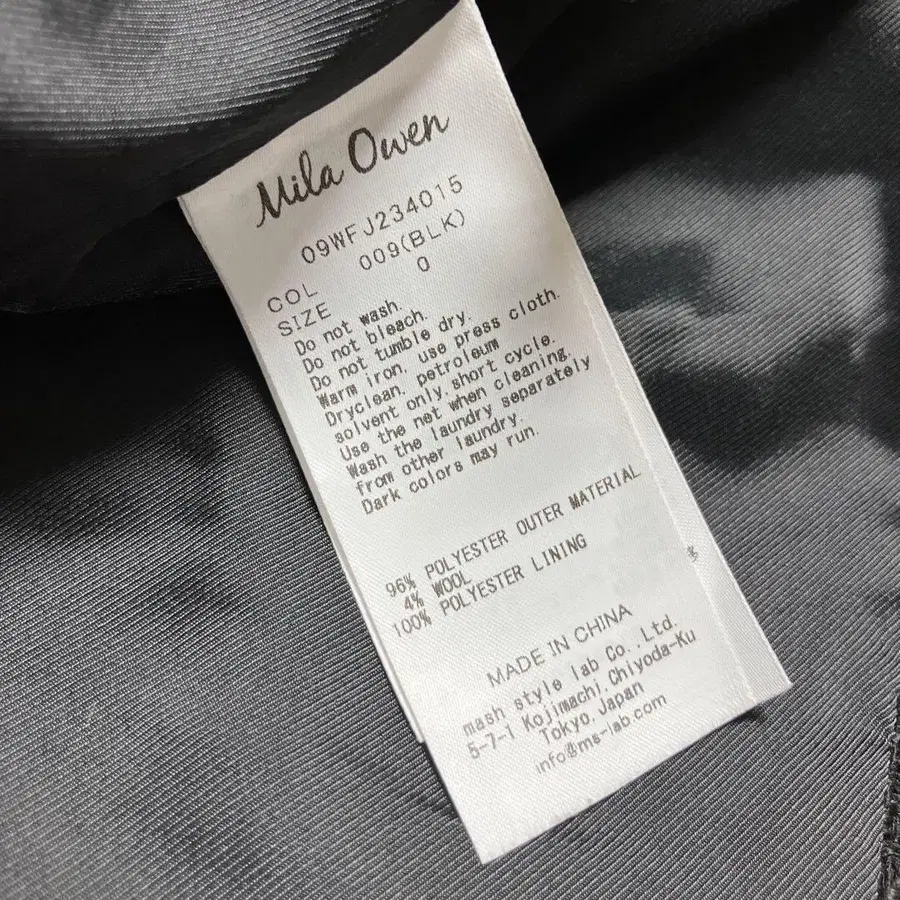 Mila Owen
09WFJ234015
COL 009(BLK)
SIZE 0
Do not wash.
Do not bleach.
Do not tumble dry.
Warm iron, use press cloth.
Dryclean, petroleum
solvent only,short cycle.
Use the net when cleaning.
Wash the laundry separately
from other laundry.
Dark colors may run.
96% POLYESTER OUTER MATERIAL
4% WOOL
100% POLYESTER LINING
MADE IN CHINA
mash style lab Co.,Ltd.
5-7-1 Kojimachi,Chiyoda-Ku
Tokyo,Japan
info@ms-lab.com